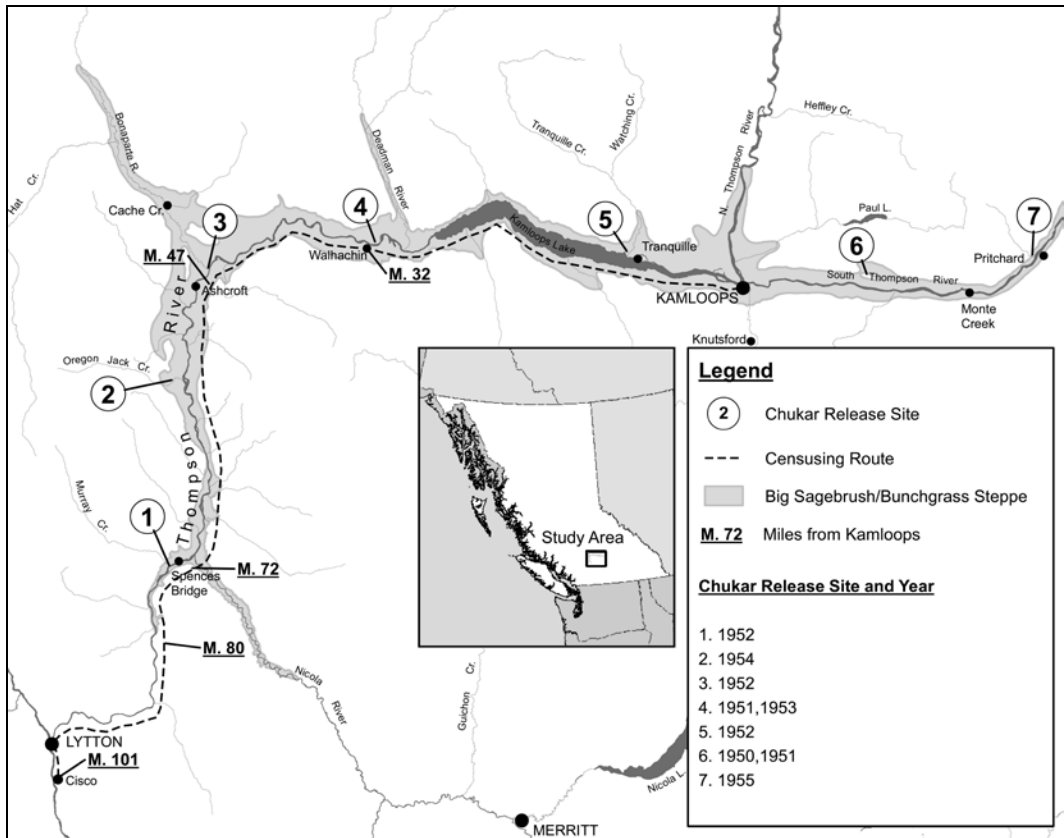 Bonaparte R.
Hat Cr.
Cache Cr.
3
M. 47
Ashcroft
River
Thompson
Oregon Jack Cr.
2
Murray Cr.
1
Spences
Bridge
M. 72
M. 80
LYTTON
M. 101
Cisco
Nicola
River
MERRITT
Guichon Cr.
Nicola L.
Deadman River
4
Walhachin
M. 32
Kamloops Lake
Tranquille Cr.
Watching Cr.
5
Tranquille
N. Thompson River
KAMLOOPS
Knutsford
Heffley Cr.
Paul L.
6
South Thompson River
Monte
Creek
Pritchard
7
Study Area
Legend
2 Chukar Release Site
Censusing Route
Big Sagebrush/Bunchgrass Steppe
M. 72 Miles from Kamloops
Chukar Release Site and Year
1. 1952
2. 1954
3. 1952
4. 1951,1953
5. 1952
6. 1950,1951
7. 1955